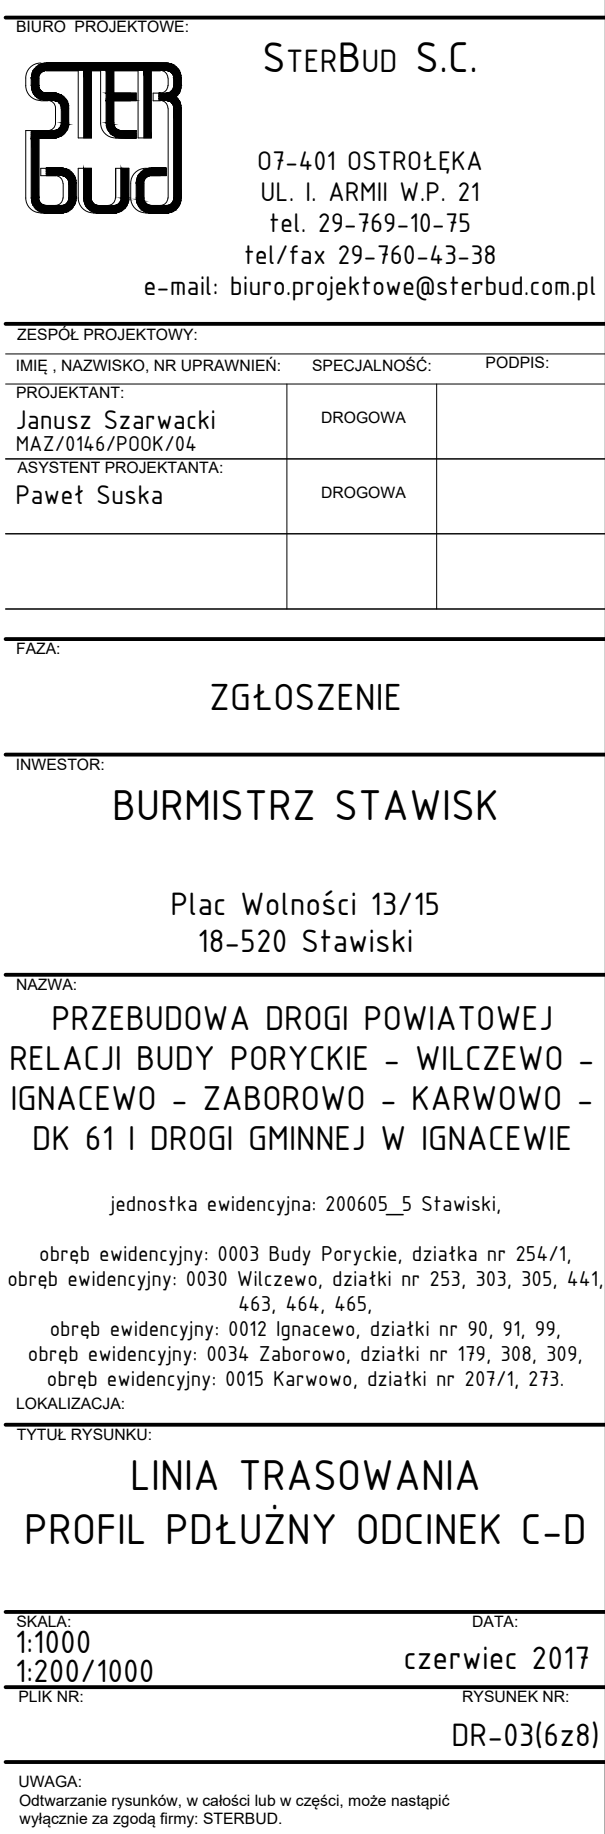 BIURO PROJEKTOWE:
STER
bud
STERBUD S.C.
07-401 OSTROŁĘKA
UL. I. ARMII W.P. 21
tel. 29-769-10-75
tel/fax 29-760-43-38
e-mail: biuro.projektowe@sterbud.com.pl
ZESPÓŁ PROJEKTOWY:
IMIĘ , NAZWISKO, NR UPRAWNIEŃ: SPECJALNOŚĆ: PODPIS:
PROJEKTANT:
Janusz Szarwacki DROGOWA
MAZ/0146/POOK/04
ASYSTENT PROJEKTANTA:
Paweł Suska DROGOWA
FAZA:
ZGŁOSZENIE
INWESTOR:
BURMISTRZ STAWISK
Plac Wolności 13/15
18-520 Stawiski
NAZWA:
PRZEBUDOWA DROGI POWIATOWEJ
RELACJI BUDY PORYCKIE - WILCZEWO -
IGNACEWO - ZABOROWO - KARWOWO -
DK 61 I DROGI GMINNEJ W IGNACEWIE
jednostka ewidencyjna: 200605_5 Stawiski,
obręb ewidencyjny: 0003 Budy Poryckie, działka nr 254/1,
obręb ewidencyjny: 0030 Wilczewo, działki nr 253, 303, 305, 441,
463, 464, 465,
obręb ewidencyjny: 0012 Ignacewo, działki nr 90, 91, 99,
obręb ewidencyjny: 0034 Zaborowo, działki nr 179, 308, 309,
obręb ewidencyjny: 0015 Karwowo, działki nr 207/1, 273.
LOKALIZACJA:
TYTUŁ RYSUNKU:
LINIA TRASOWANIA
PROFIL PDŁUŻNY ODCINEK C-D
SKALA: DATA:
1:1000
1:200/1000 czerwiec 2017
PLIK NR: RYSUNEK NR:
DR-03(6z8)
UWAGA:
Odtwarzanie rysunków, w całości lub w części, może nastąpić
wyłącznie za zgodą firmy: STERBUD.